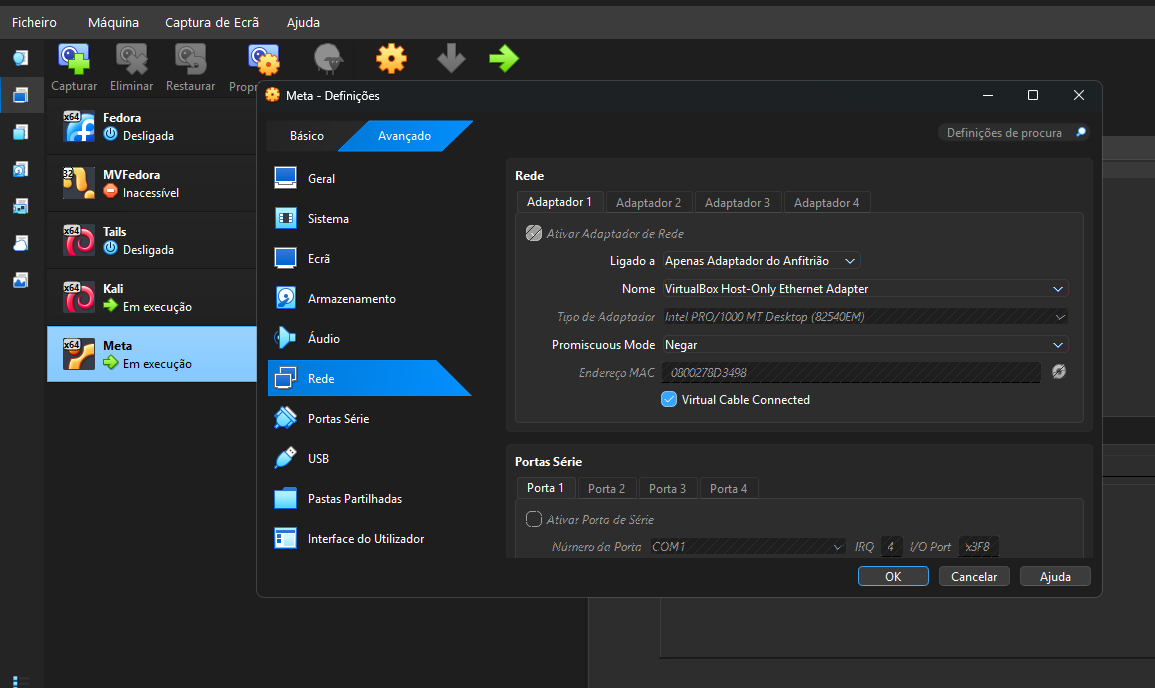 Ficheiro Máquina Captura de Ecrã Ajuda
Capturar Eliminar Restaurar Propr
x64 Fedora
Desligada
32 MVFedora
Inacessível
x64 Tails
Desligada
x64 Kali
Em execução
x64 Meta
Em execução
Meta - Definições
Básico Avançado
Definições de procura
Geral
Sistema
Ecrã
Armazenamento
Áudio
Rede
Portas Série
USB
Pastas Partilhadas
Interface do Utilizador
Rede
Adaptador 1 Adaptador 2 Adaptador 3 Adaptador 4
Ativar Adaptador de Rede
Ligado a Apenas Adaptador do Anfitrião
Nome VirtualBox Host-Only Ethernet Adapter
Tipo de Adaptador Intel PRO/1000 MT Desktop (82540EM)
Promiscuous Mode Negar
Endereço MAC 0800278D3498
Virtual Cable Connected
Portas Série
Porta 1 Porta 2 Porta 3 Porta 4
Ativar Porta de Série
Número da Porta COM1 IRQ 4 I/O Port x3F8
OK Cancelar Ajuda